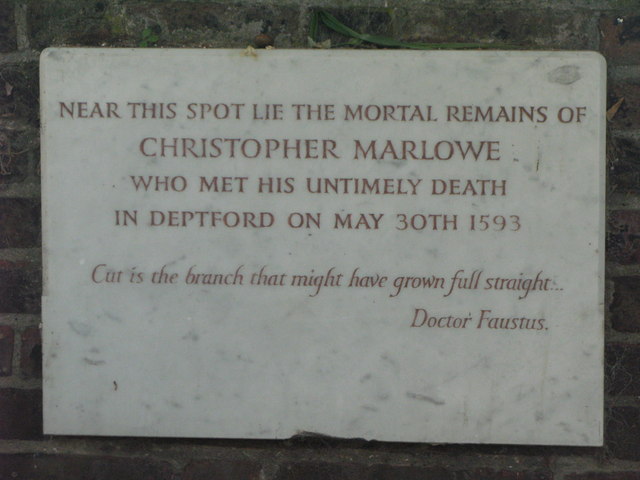 NEAR THIS SPOT LIE THE MORTAL REMAINS OF
CHRISTOPHER MARLOWE
WHO MET HIS UNTIMELY DEATH
IN DEPTFORD ON MAY 30TH 1593
Cut is the branch that might have grown full straight...
Doctor Faustus.